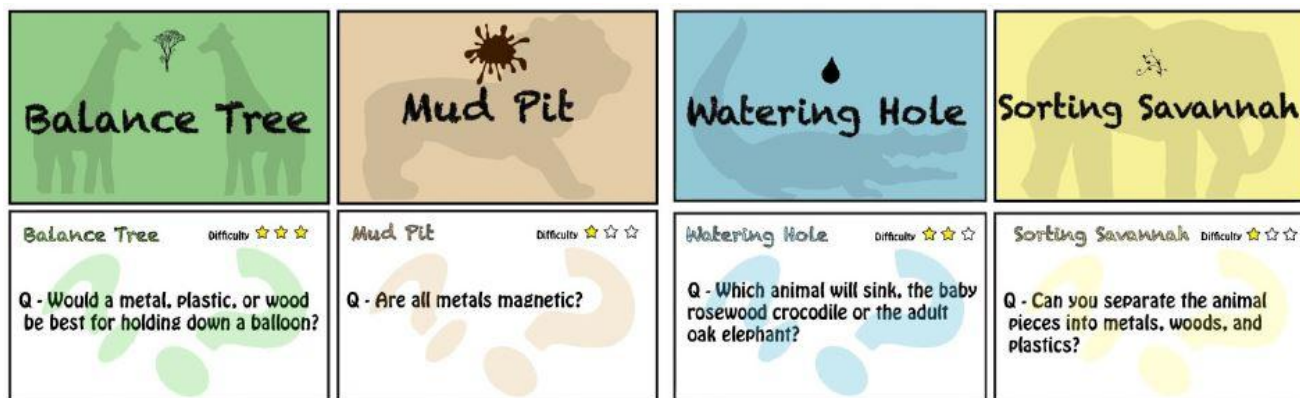 Balance Tree
Mud Pit
Watering Hole
Sorting Savannah
Balance Tree
Difficulty
Q - Would a metal, plastic, or wood
be best for holding down a balloon?
Mud Pit
Difficulty
Q - Are all metals magnetic?
Watering Hole
Difficulty
Q - Which animal will sink, the baby
rosewood crocodile or the adult
oak elephant?
Sorting Savannah
Difficulty
Q - Can you separate the animal
pieces into metals, woods, and
plastics?